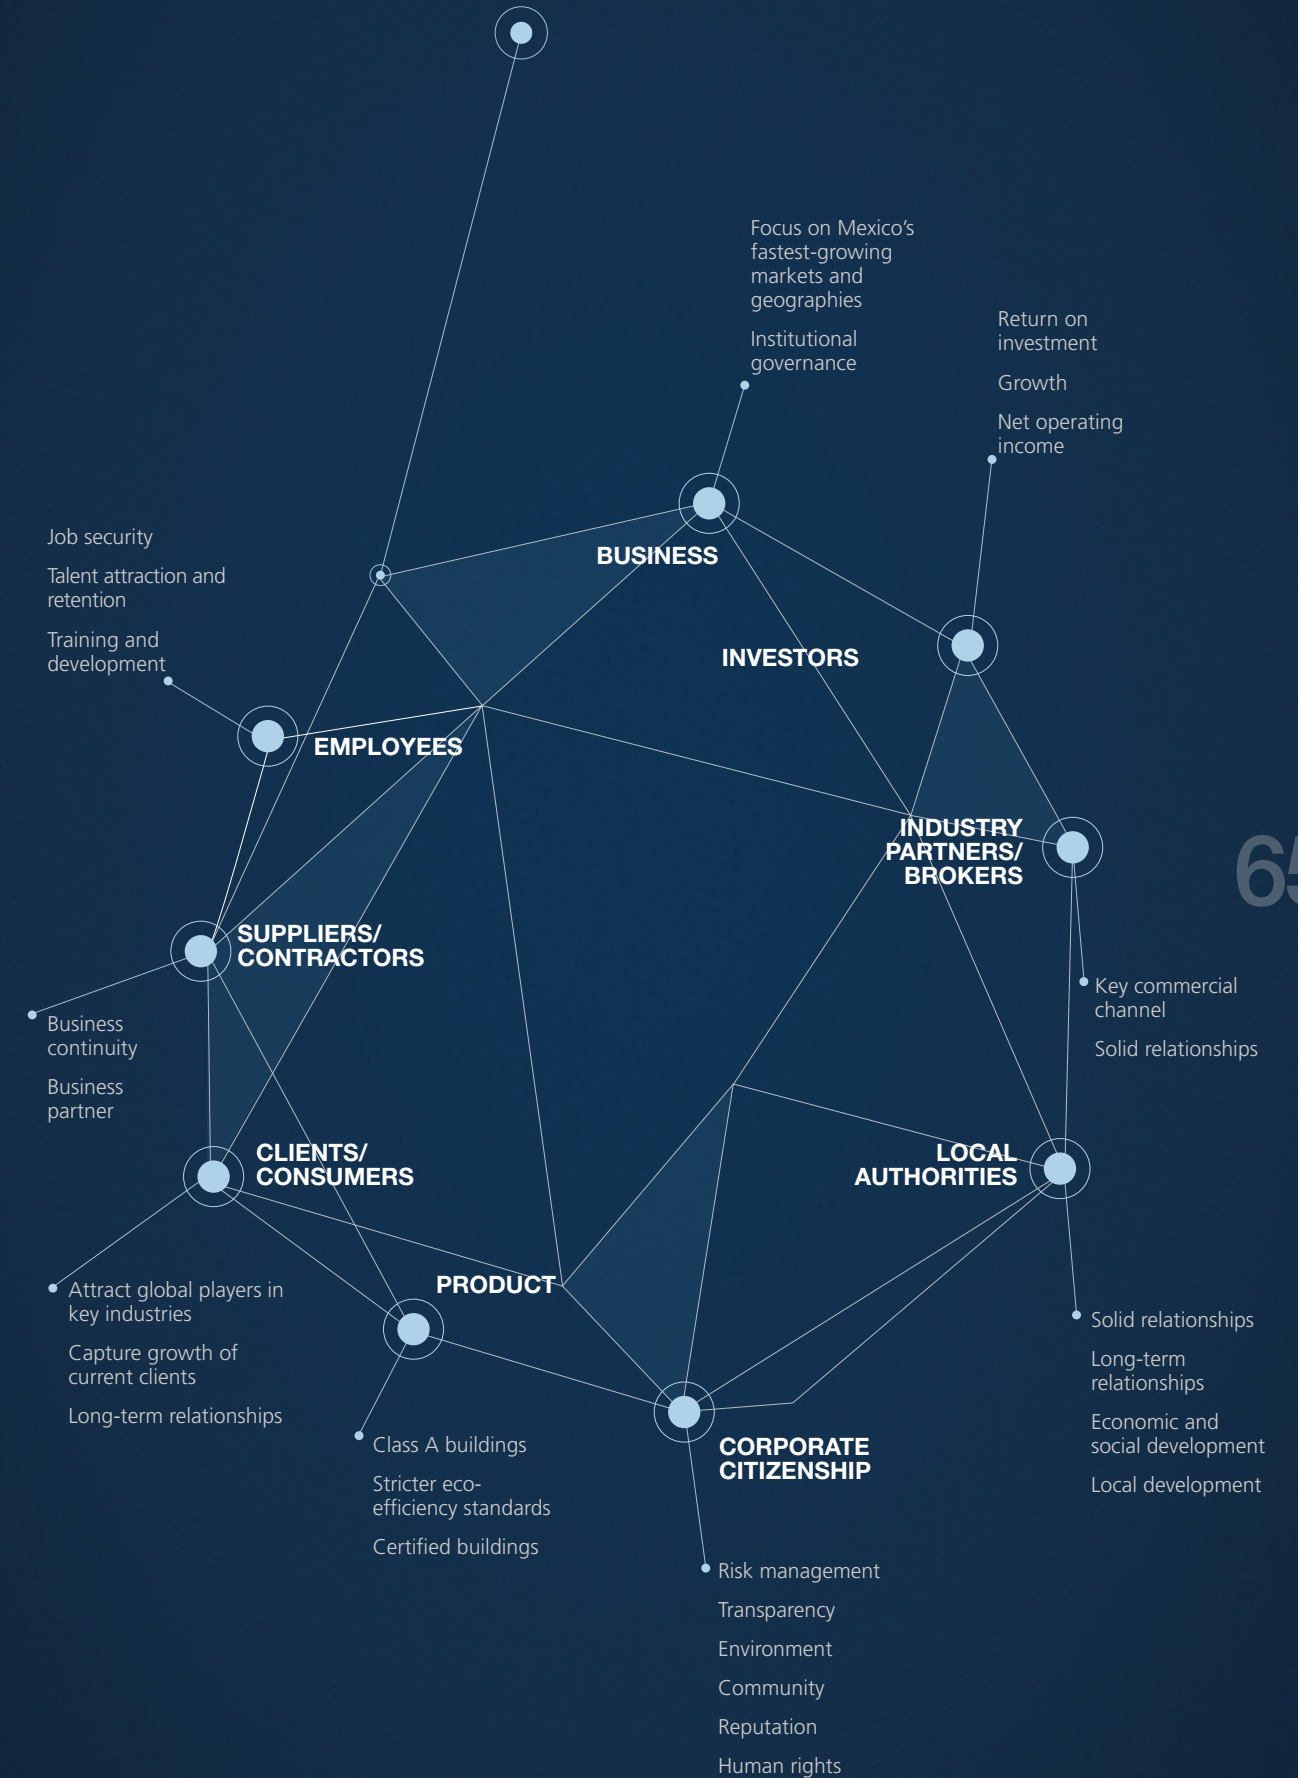 Focus on Mexico’s
fastest-growing
markets and
geographies
Institutional
governance
Return on
investment
Growth
Net operating
income
BUSINESS
INVESTORS
Job security
Talent attraction and
retention
Training and
development
EMPLOYEES
INDUSTRY
PARTNERS/
BROKERS
65
SUPPLIERS/
CONTRACTORS
Business
continuity
Business
partner
Key commercial
channel
Solid relationships
CLIENTS/
CONSUMERS
LOCAL
AUTHORITIES
Attract global players in
key industries
Capture growth of
current clients
Long-term relationships
PRODUCT
Class A buildings
Stricter eco-
efficiency standards
Certified buildings
Solid relationships
Long-term
relationships
Economic and
social development
Local development
CORPORATE
CITIZENSHIP
Risk management
Transparency
Environment
Community
Reputation
Human rights